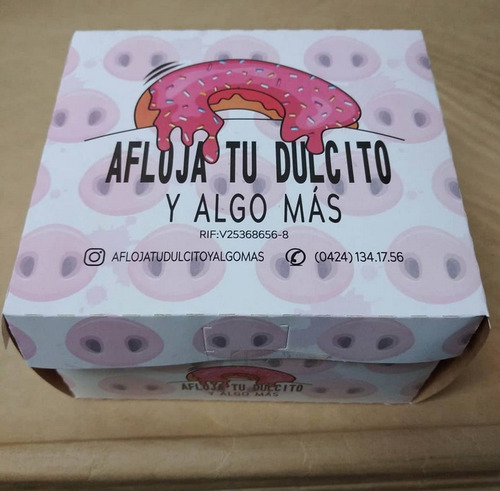 AFLOJA TU DULCITO
Y ALGO MÁS
RIF:V25368656-8
AFLOJATUDULCITOYALGOMAS
(0424) 134.17.56
AFLOJA TU DULCITO
Y ALGO MÁS